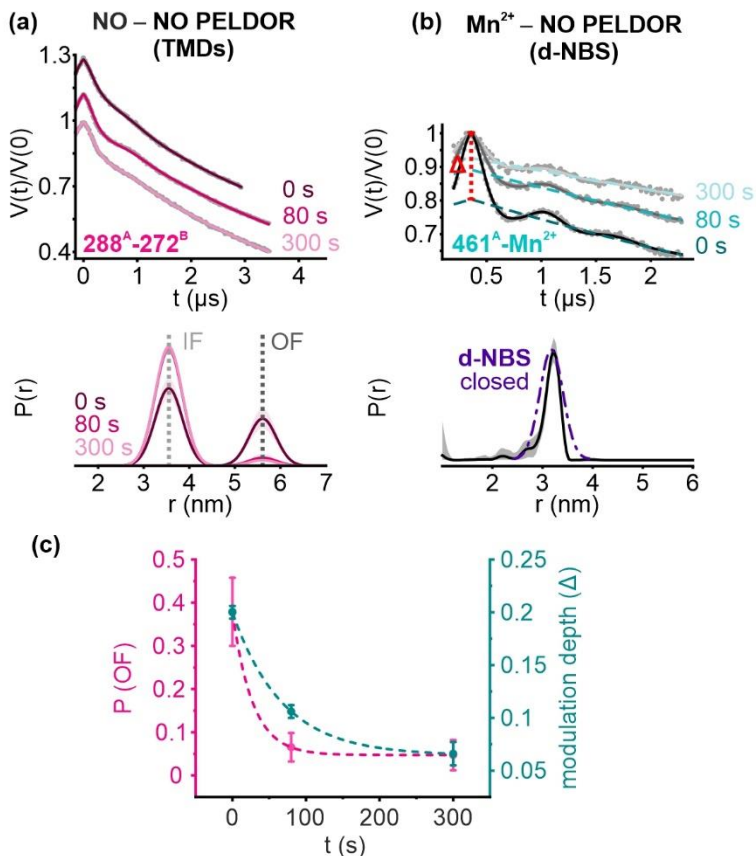 (a)
NO – NO PELDOR
(TMDs)
1.3
1
0.7
0.4
V(t)/V(0)
0 s
80 s
300 s
288ᴬ-272ᴮ
0 1 2 3 4
t (µs)
IF
OF
P(r)
0 s
80 s
300 s
2 3 4 5 6 7
r (nm)
(b)
Mn²⁺ – NO PELDOR
(d-NBS)
1
0.9
0.8
0.7
V(t)/V(0)
Δ
300 s
80 s
0 s
461ᴬ-Mn²⁺
0.5 1 1.5 2
t (µs)
d-NBS
closed
P(r)
2 3 4 5 6
r (nm)
(c)
0.5
0.4
0.3
0.2
0.1
0
P (OF)
0.25
0.2
0.15
0.1
0.05
modulation depth (Δ)
0 100 200 300
t (s)